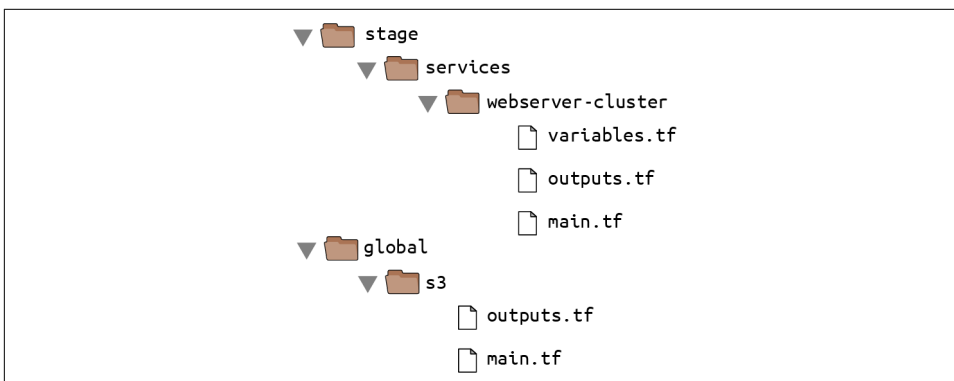 stage
services
webserver-cluster
variables.tf
outputs.tf
main.tf
global
s3
outputs.tf
main.tf